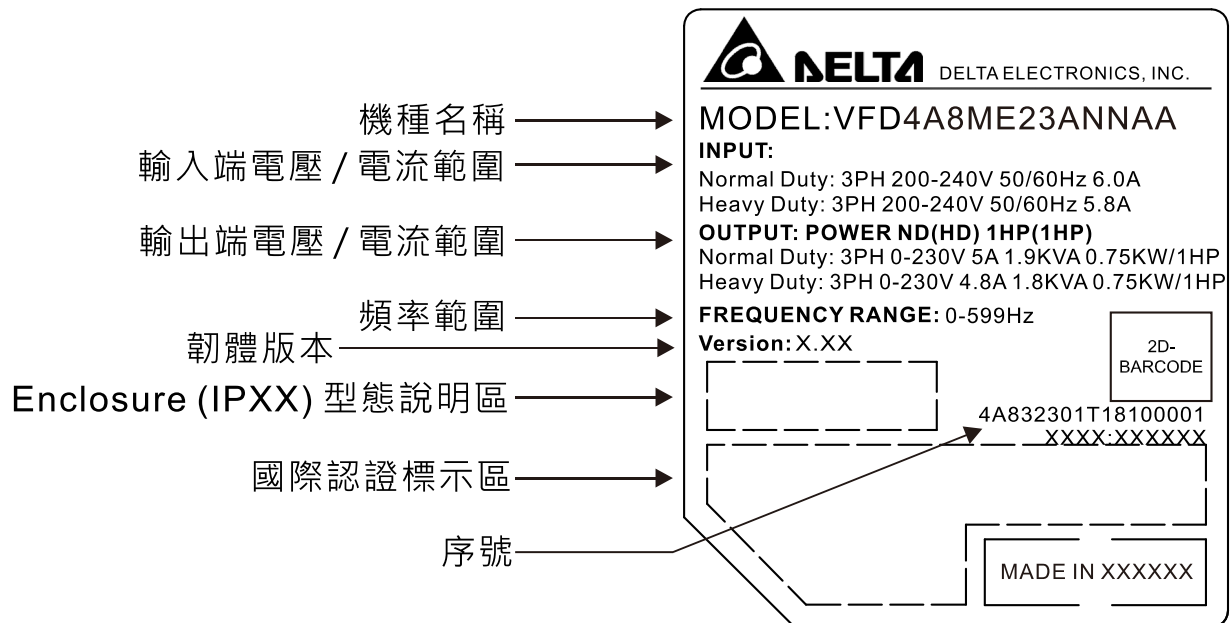 DELTA DELTA ELECTRONICS, INC.
機種名稱
MODEL:VFD4A8ME23ANNAA
輸入端電壓 / 電流範圍
INPUT:
Normal Duty: 3PH 200-240V 50/60Hz 6.0A
Heavy Duty: 3PH 200-240V 50/60Hz 5.8A
輸出端電壓 / 電流範圍
OUTPUT: POWER ND(HD) 1HP(1HP)
Normal Duty: 3PH 0-230V 5A 1.9KVA 0.75KW/1HP
Heavy Duty: 3PH 0-230V 4.8A 1.8KVA 0.75KW/1HP
頻率範圍
FREQUENCY RANGE: 0-599Hz
韌體版本
Version: X.XX
2D-
BARCODE
Enclosure (IPXX) 型態說明區
4A832301T18100001
XXXX:XXXXXX
國際認證標示區
序號
MADE IN XXXXXX